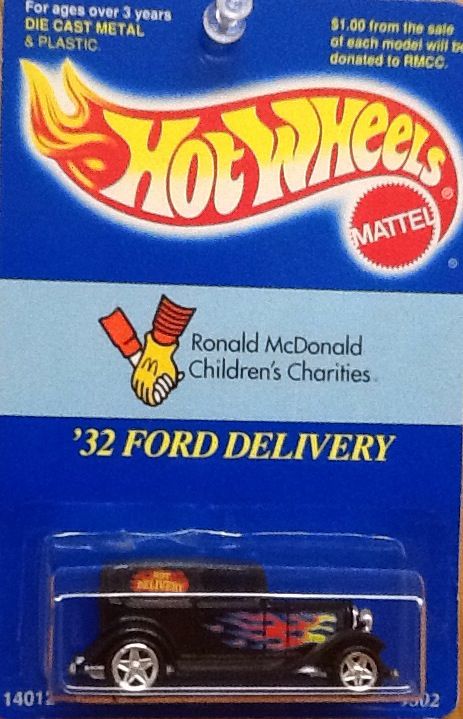 For ages over 3 years
DIE CAST METAL
& PLASTIC.
$1.00 from the sale
of each model will be
donated to RMCC.
HOT WHEELS ®
MATTEL ®
Ronald McDonald
Children's Charities
'32 FORD DELIVERY
HOT
DELIVERY